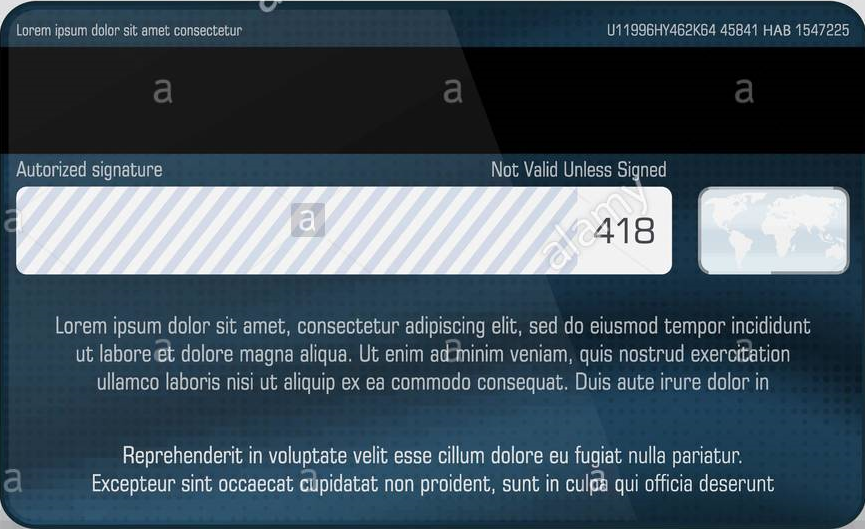 Lorem ipsum dolor sit amet consectetur
U11996HY462K64 45841 HAB 1547225
Autorized signature
Not Valid Unless Signed
418
alamy
Lorem ipsum dolor sit amet, consectetur adipiscing elit, sed do eiusmod tempor incididunt
ut labore et dolore magna aliqua. Ut enim ad minim veniam, quis nostrud exercitation
ullamco laboris nisi ut aliquip ex ea commodo consequat. Duis aute irure dolor in
Reprehenderit in voluptate velit esse cillum dolore eu fugiat nulla pariatur.
Excepteur sint occaecat cupidatat non proident, sunt in culpa qui officia deserunt